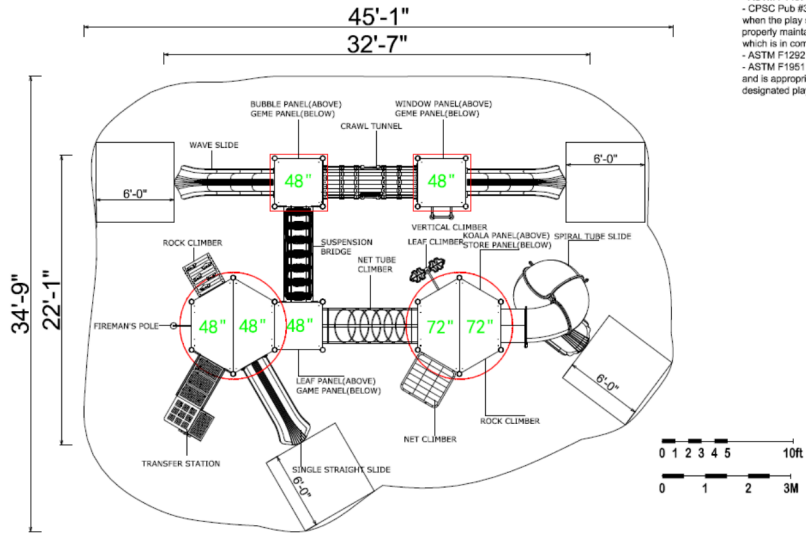 45'-1"
32'-7"
34'-9"
22'-1"
- CPSC Pub #3
when the play
properly mainta
which is in com
- ASTM F1292
- ASTM F1951
and is appropri
designated play
BUBBLE PANEL(ABOVE)
GEME PANEL(BELOW)
WINDOW PANEL(ABOVE)
GEME PANEL(BELOW)
CRAWL TUNNEL
WAVE SLIDE
6'-0"
48"
48"
6'-0"
VERTICAL CLIMBER
ROCK CLIMBER
SUSPENSION
BRIDGE
NET TUBE
CLIMBER
LEAF CLIMBER
KOALA PANEL(ABOVE)
STORE PANEL(BELOW)
SPIRAL TUBE SLIDE
FIREMAN'S POLE
48"
48"
48"
72"
72"
LEAF PANEL(ABOVE)
GAME PANEL(BELOW)
6'-0"
ROCK CLIMBER
NET CLIMBER
TRANSFER STATION
SINGLE STRAIGHT SLIDE
6'-0"
0 1 2 3 4 5 10ft
0 1 2 3M